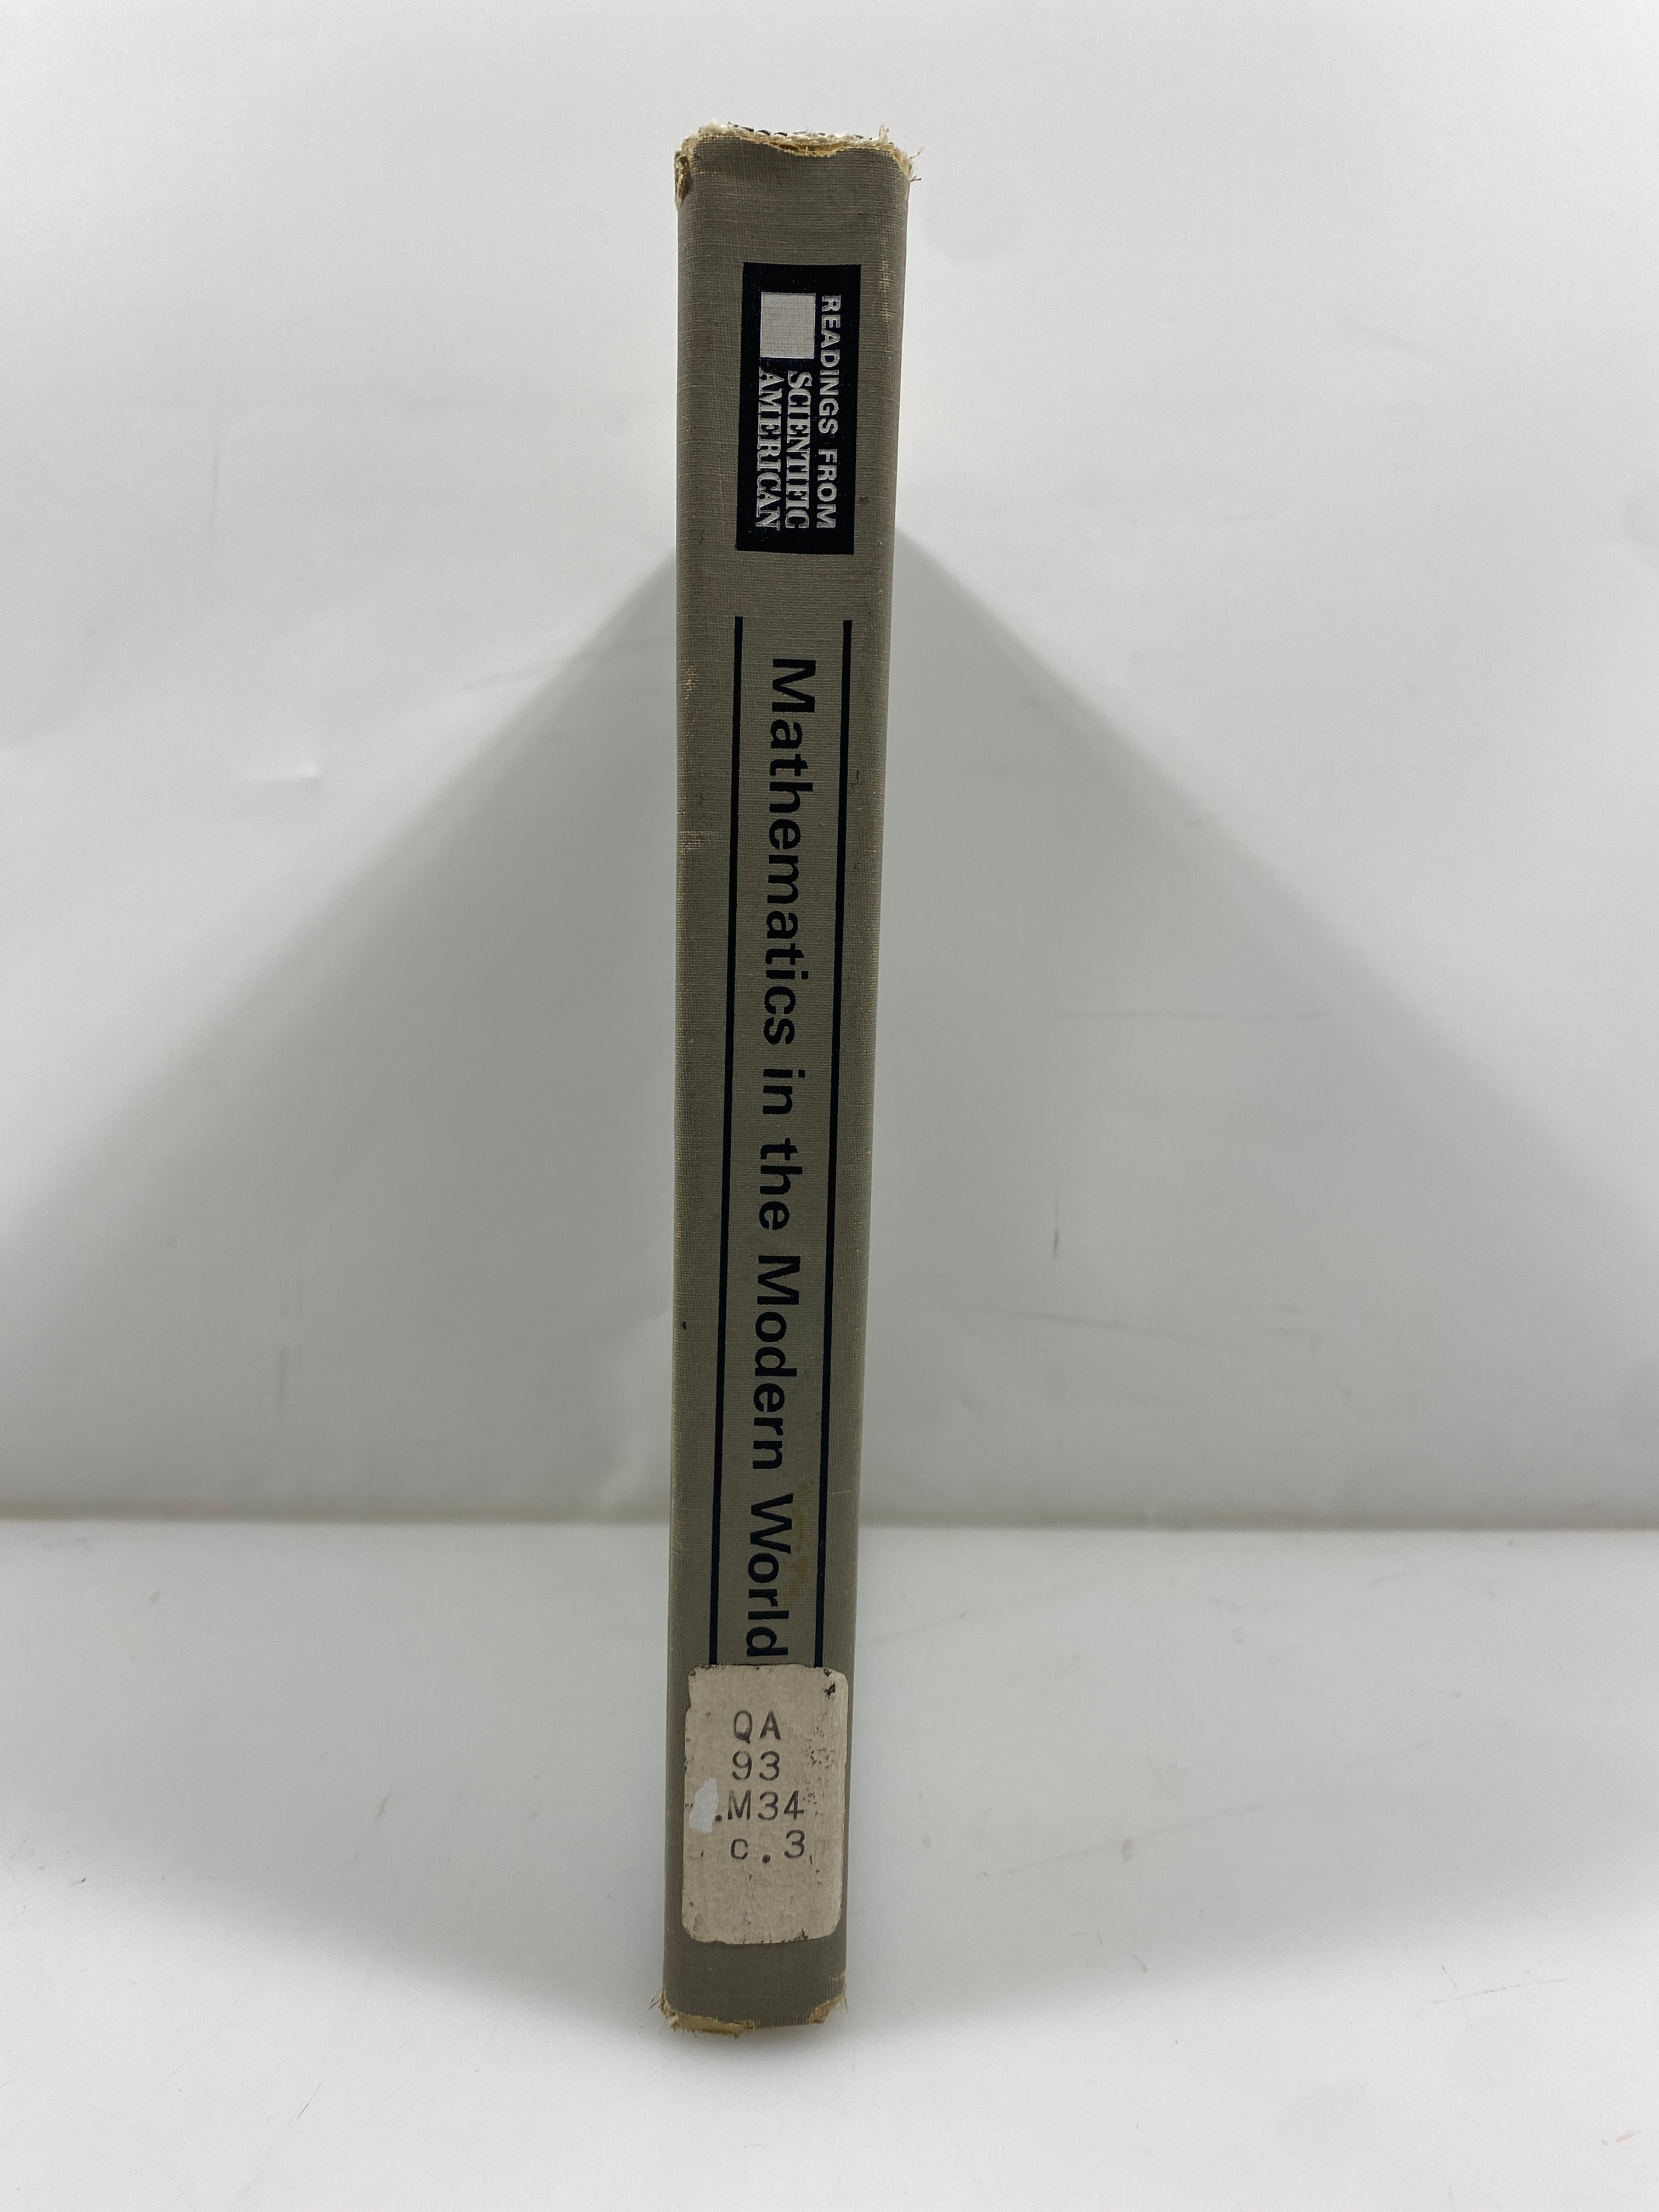 READINGS FROM
SCIENTIFIC
AMERICAN
Mathematics in the Modern World
QA
93
.M34
c.3